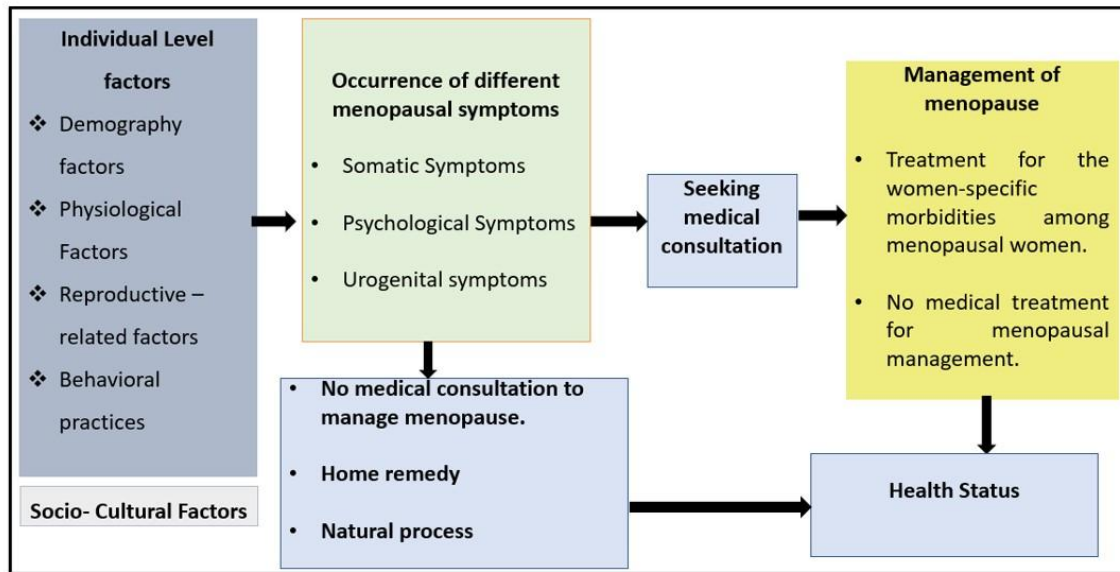 Individual Level
factors
❖ Demography
factors
❖ Physiological
Factors
❖ Reproductive –
related factors
❖ Behavioral
practices
Socio- Cultural Factors
Occurrence of different
menopausal symptoms
• Somatic Symptoms
• Psychological Symptoms
• Urogenital symptoms
• No medical consultation to
manage menopause.
• Home remedy
• Natural process
Seeking
medical
consultation
Management of
menopause
• Treatment for the
women-specific
morbidities among
menopausal women.
• No medical treatment
for menopausal
management.
Health Status